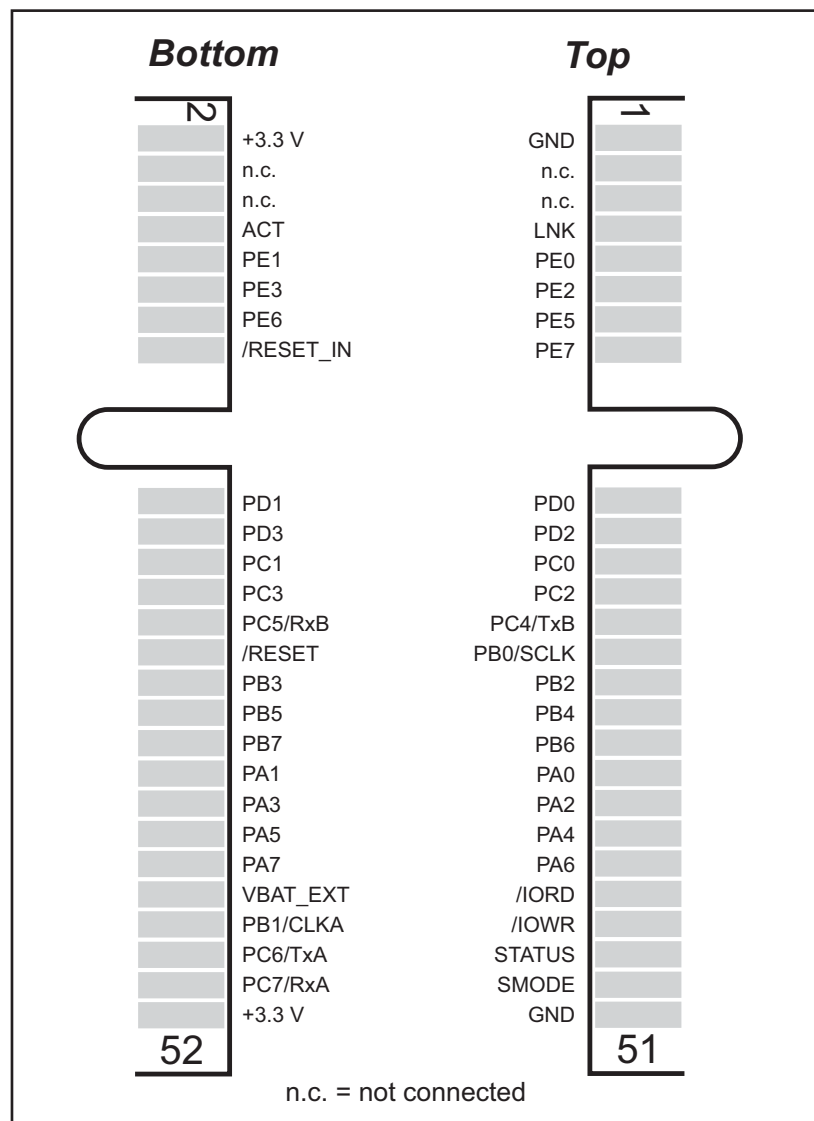 Bottom Top
2 1
+3.3 V GND
n.c. n.c.
n.c. n.c.
ACT LNK
PE1 PE0
PE3 PE2
PE6 PE5
/RESET_IN PE7
PD1 PD0
PD3 PD2
PC1 PC0
PC3 PC2
PC5/RxB PC4/TxB
/RESET PB0/SCLK
PB3 PB2
PB5 PB4
PB7 PB6
PA1 PA0
PA3 PA2
PA5 PA4
PA7 PA6
VBAT_EXT /IORD
PB1/CLKA /IOWR
PC6/TxA STATUS
PC7/RxA SMODE
+3.3 V GND
52 51
n.c. = not connected